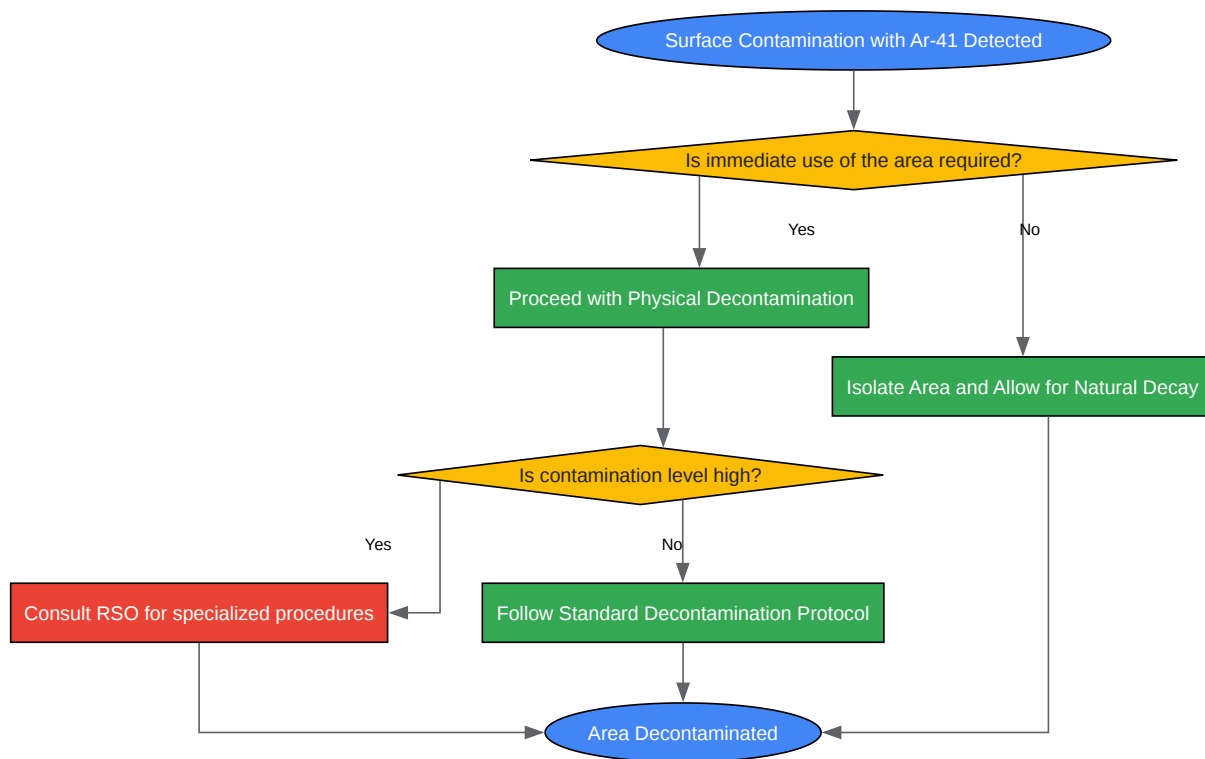 Surface Contamination with Ar-41 Detected
Is immediate use of the area required?
Yes
No
Proceed with Physical Decontamination
Isolate Area and Allow for Natural Decay
Is contamination level high?
Yes
No
Consult RSO for specialized procedures
Follow Standard Decontamination Protocol
Area Decontaminated